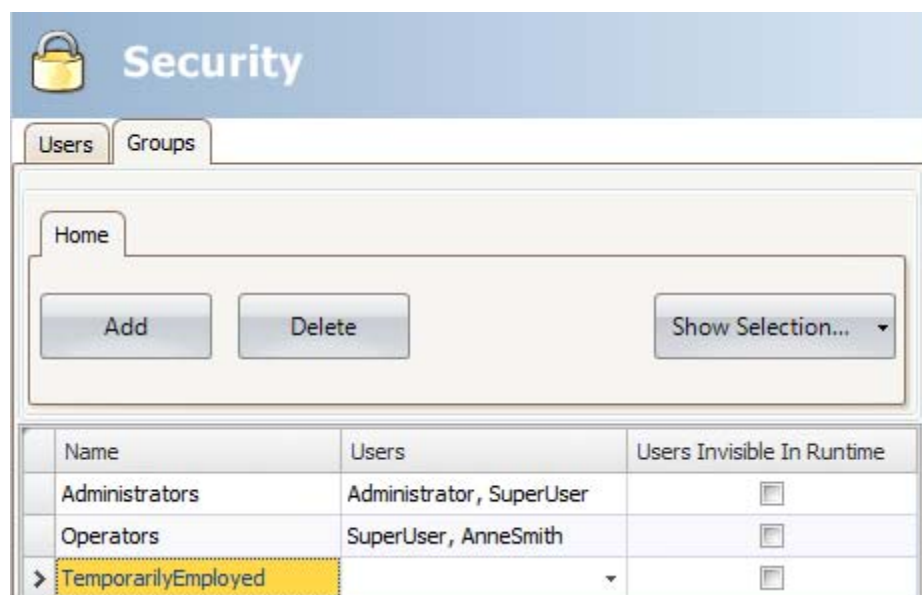 Security
Users Groups
Home
Add Delete Show Selection...
Name Users Users Invisible In Runtime
Administrators Administrator, SuperUser
Operators SuperUser, AnneSmith
TemporarilyEmployed